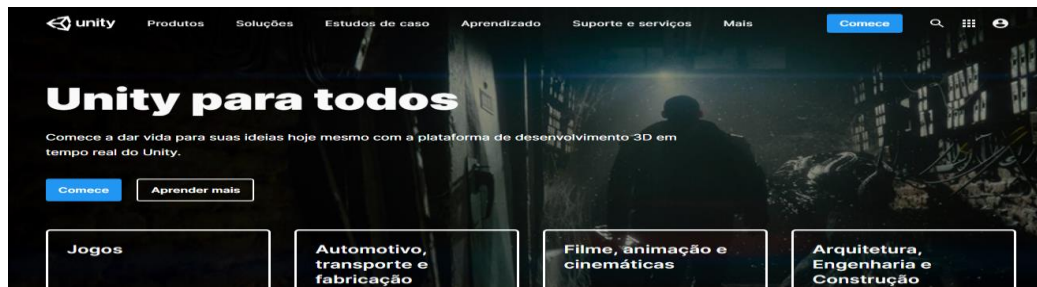 unity Produtos Soluções Estudos de caso Aprendizado Suporte e serviços Mais Comece
Unity para todos
Comece a dar vida para suas ideias hoje mesmo com a plataforma de desenvolvimento 3D em
tempo real do Unity.
Comece Aprender mais
Jogos
Automotivo,
transporte e
fabricação
Filme, animação e
cinemáticas
Arquitetura,
Engenharia e
Construção